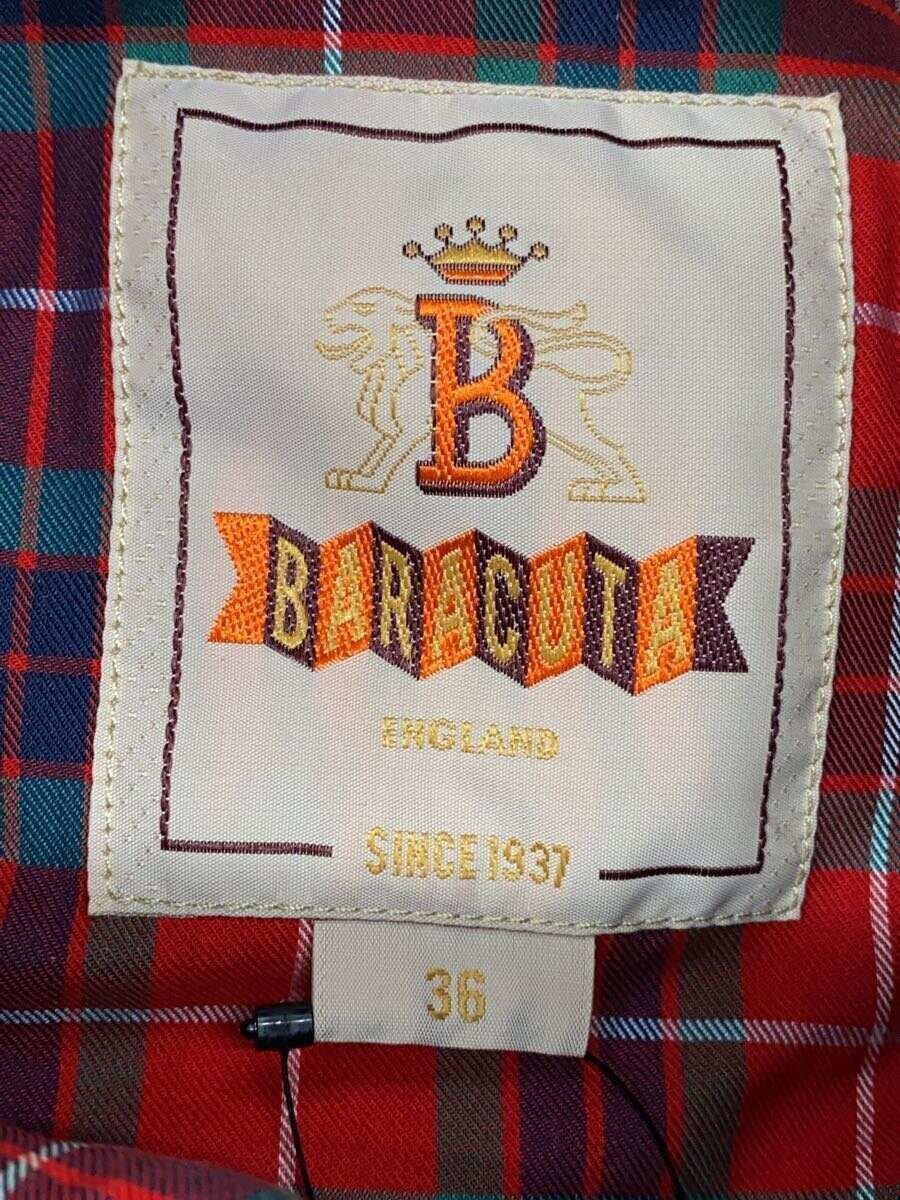 B
BARACUTA
ENGLAND
SINCE 1937
36